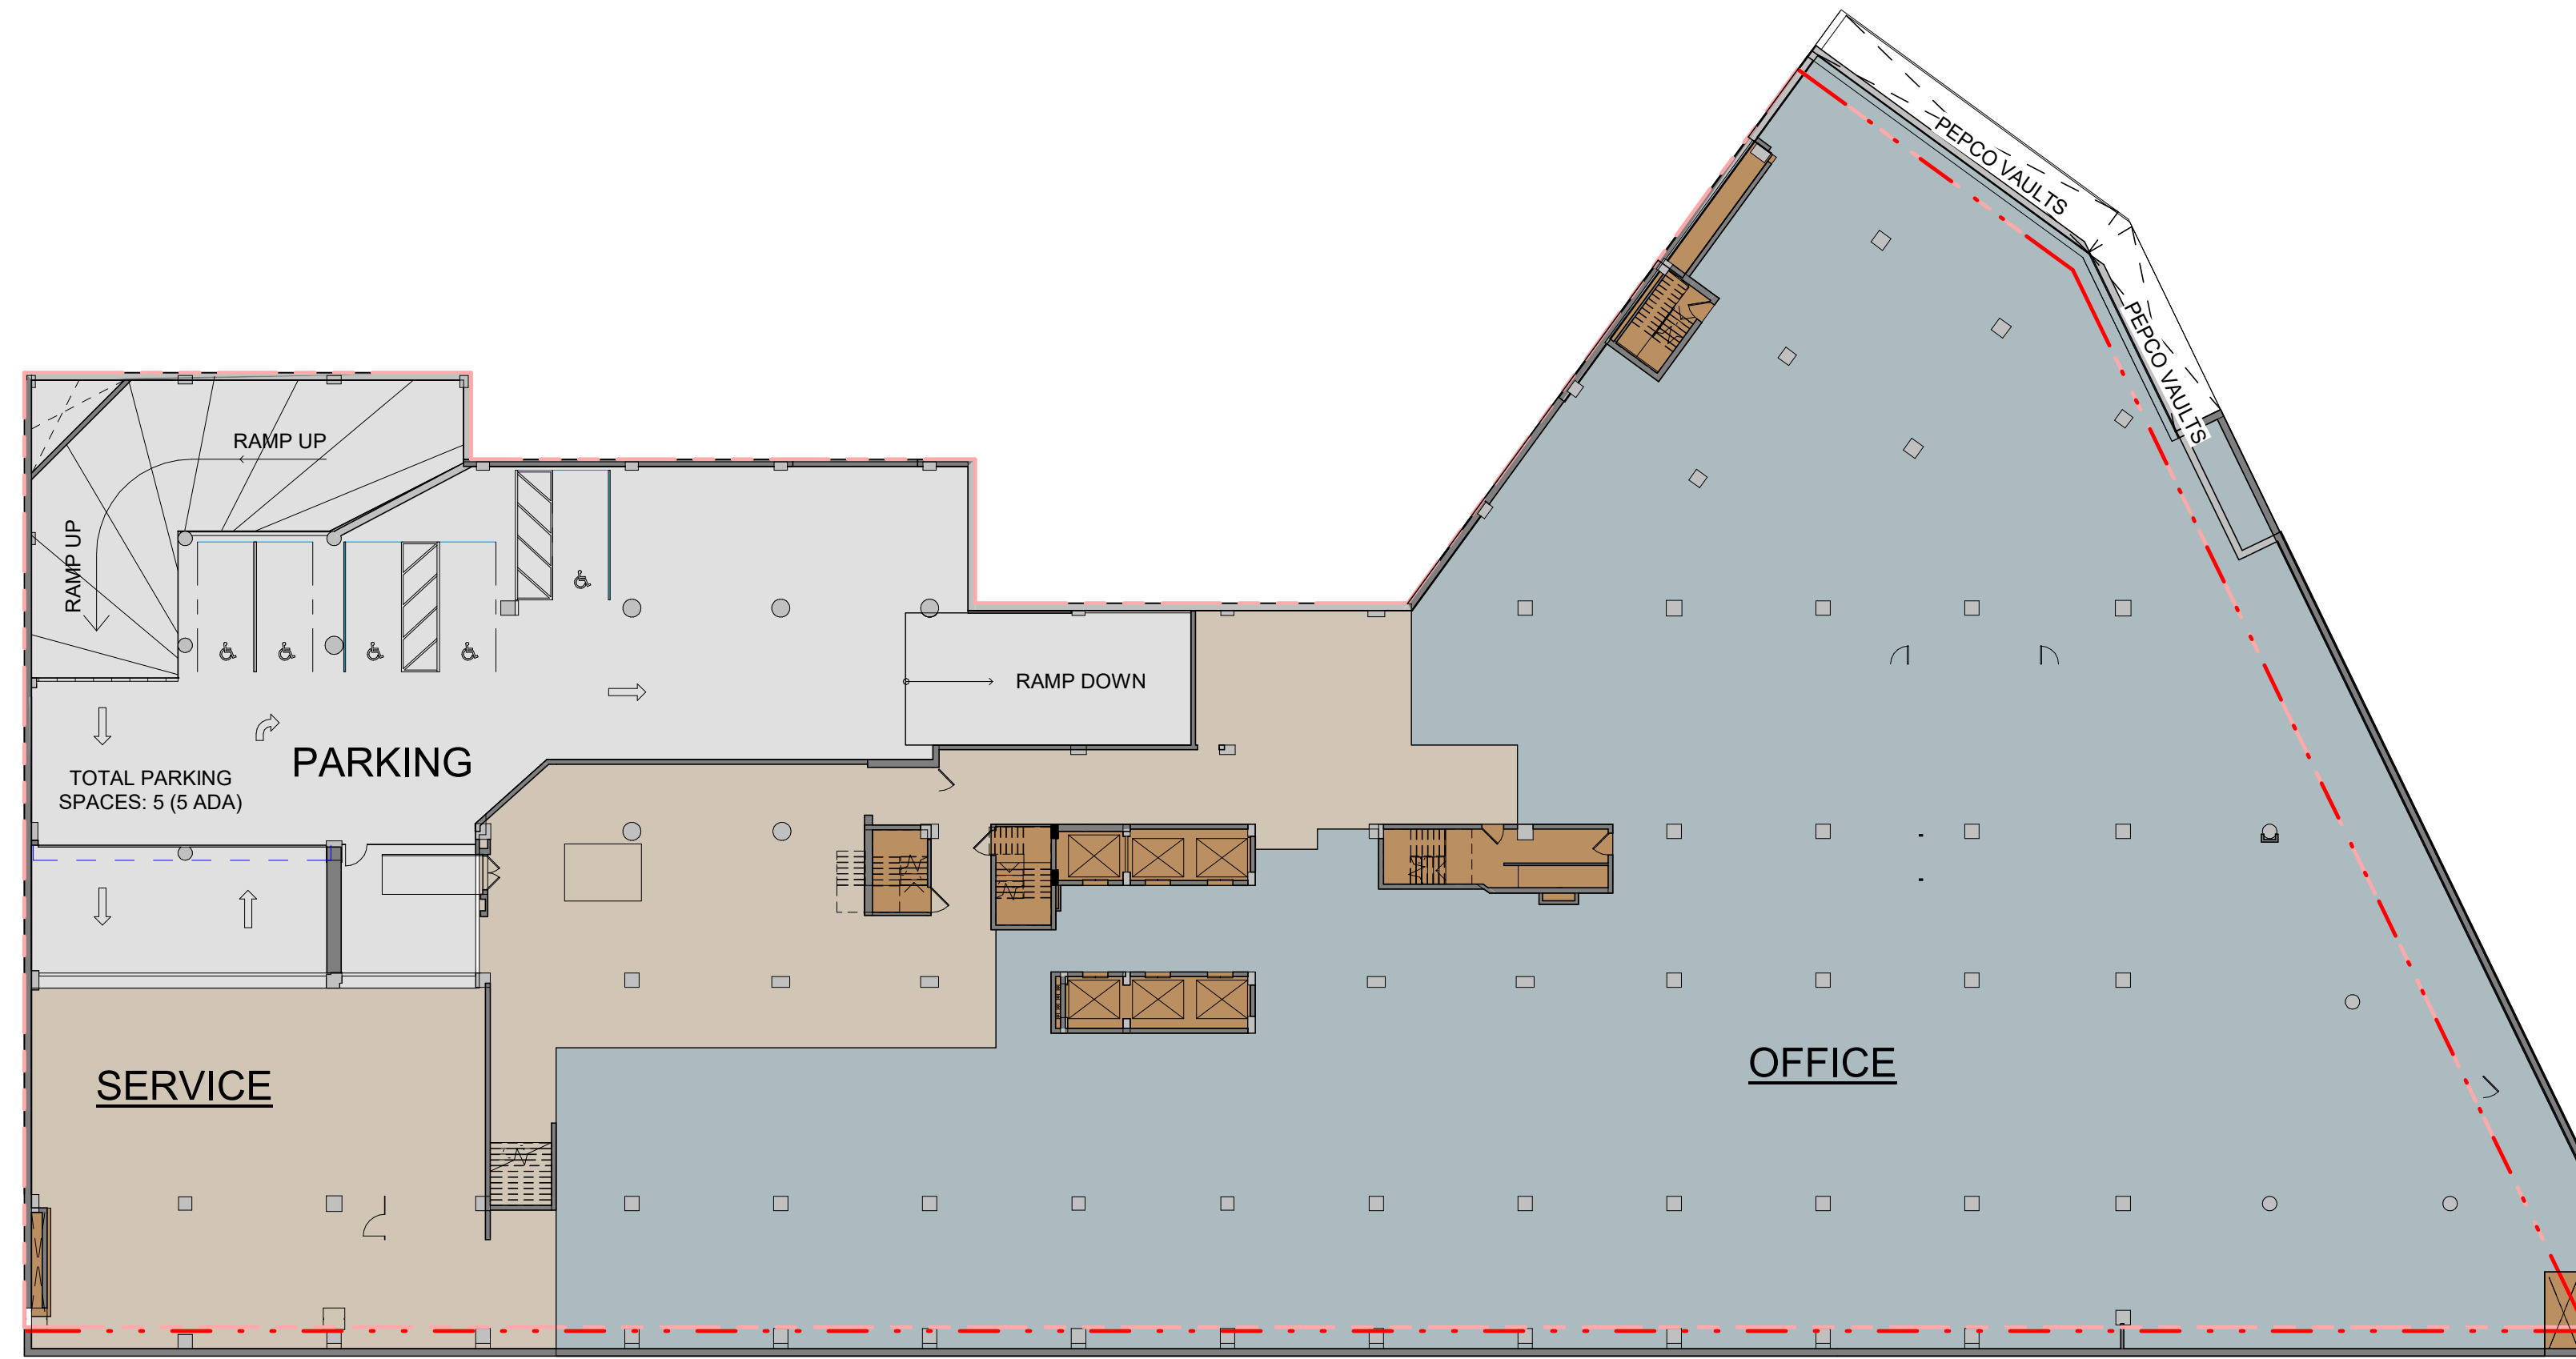 PEPCO VAULTS
PEPCO VAULTS
RAMP UP
RAMP UP
RAMP DOWN
PARKING
TOTAL PARKING
SPACES: 5 (5 ADA)
OFFICE
SERVICE